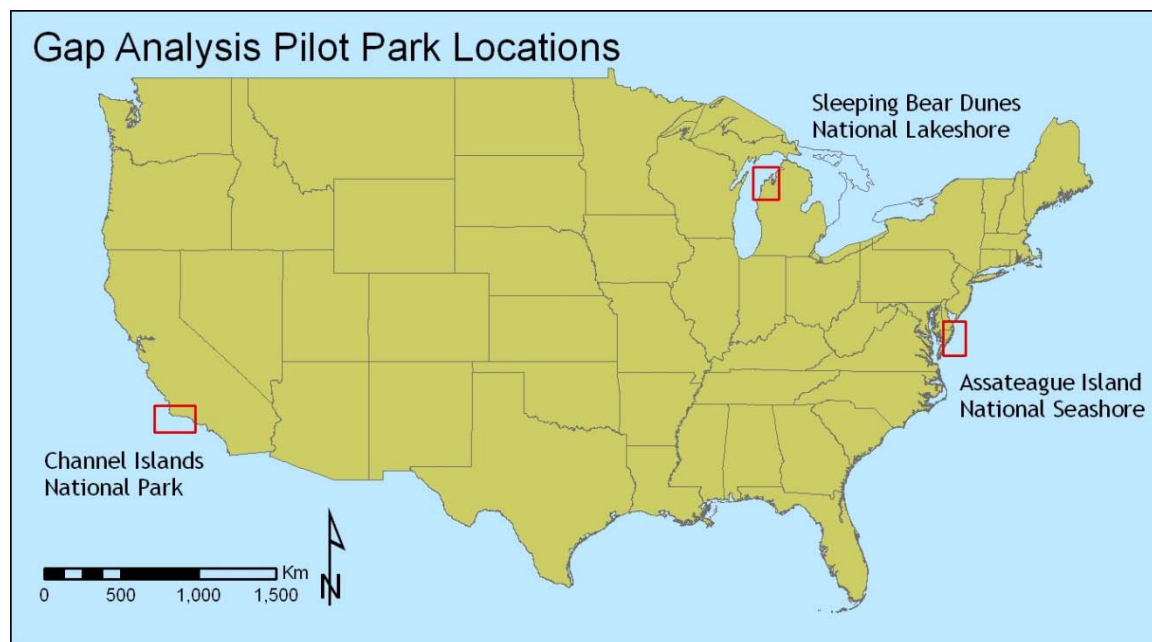 Gap Analysis Pilot Park Locations
Sleeping Bear Dunes
National Lakeshore
Assateague Island
National Seashore
Channel Islands
National Park
N
Km
0 500 1,000 1,500